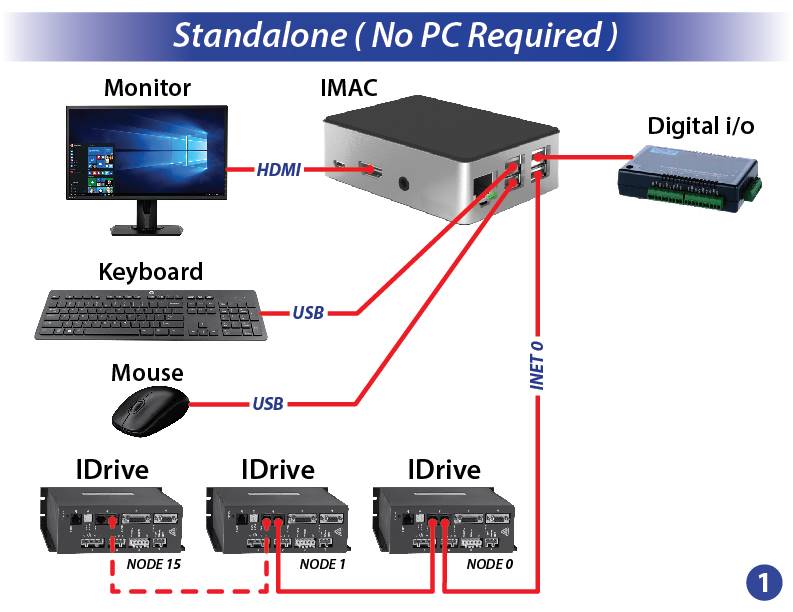 Standalone ( No PC Required )
Monitor
IMAC
Digital i/o
HDMI
Keyboard
USB
INET 0
Mouse
USB
IDrive
IDrive
IDrive
NODE 15
NODE 1
NODE 0
1